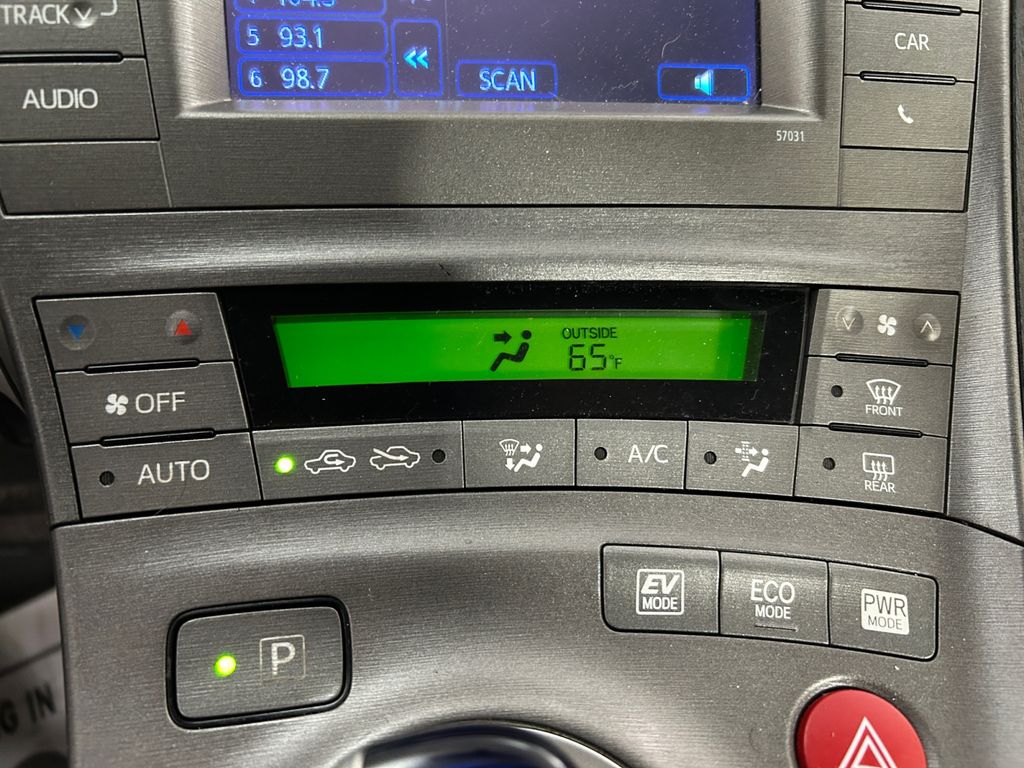 TRACK
5 93.1
6 98.7
SCAN
CAR
AUDIO
57031
OUTSIDE
65°F
OFF
FRONT
AUTO
A/C
REAR
EV
MODE
ECO
MODE
PWR
MODE
P
G IN